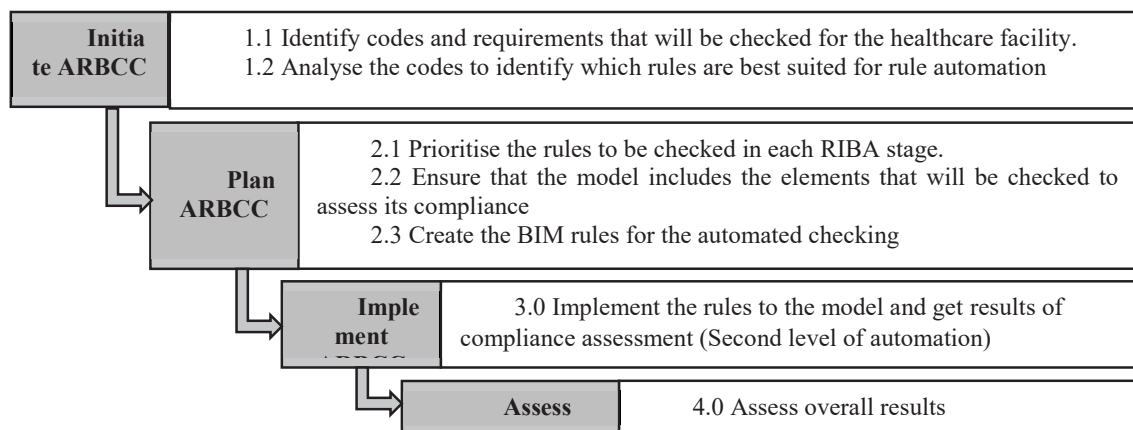 Initia
te ARBCC
1.1 Identify codes and requirements that will be checked for the healthcare facility.
1.2 Analyse the codes to identify which rules are best suited for rule automation
Plan
ARBCC
2.1 Prioritise the rules to be checked in each RIBA stage.
2.2 Ensure that the model includes the elements that will be checked to
assess its compliance
2.3 Create the BIM rules for the automated checking
Imple
ment
3.0 Implement the rules to the model and get results of
compliance assessment (Second level of automation)
Assess
4.0 Assess overall results